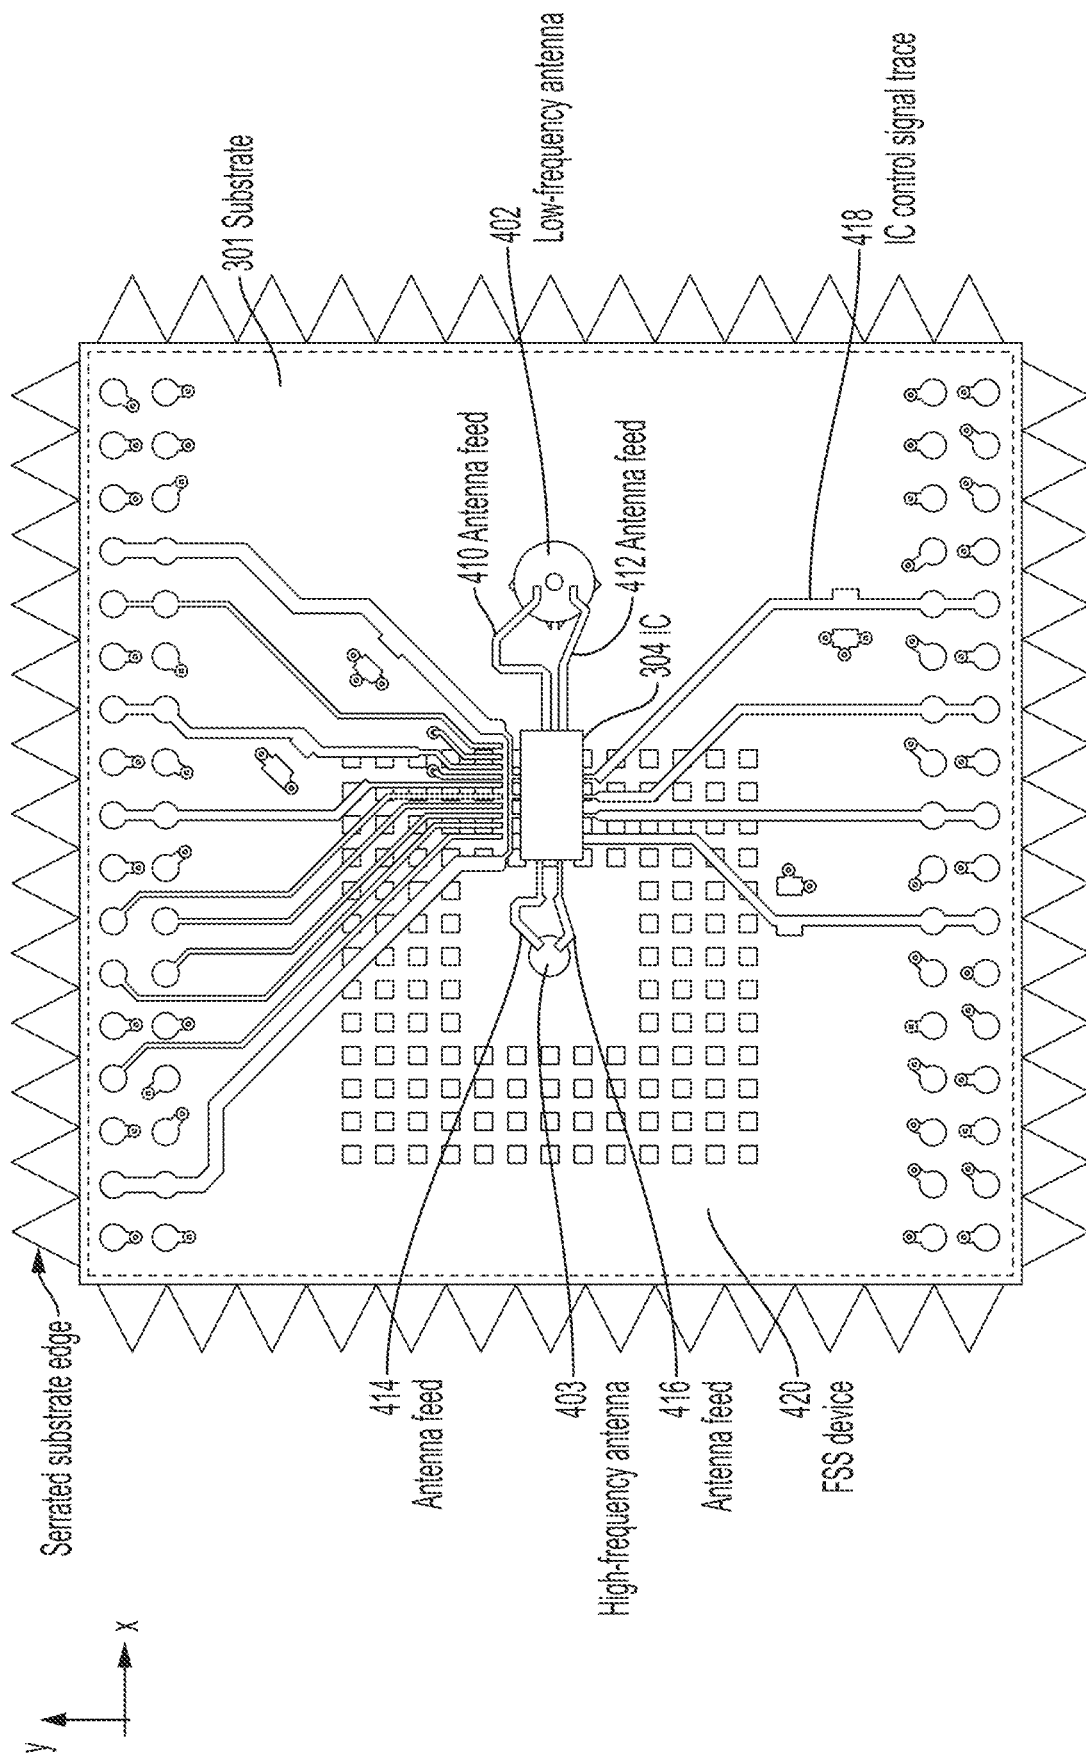 Serrated substrate edge
y
x
301 Substrate
402
Low-frequency antenna
410 Antenna feed
412 Antenna feed
304 IC
418
IC control signal trace
414
Antenna feed
403
High-frequency antenna
416
Antenna feed
420
FSS device